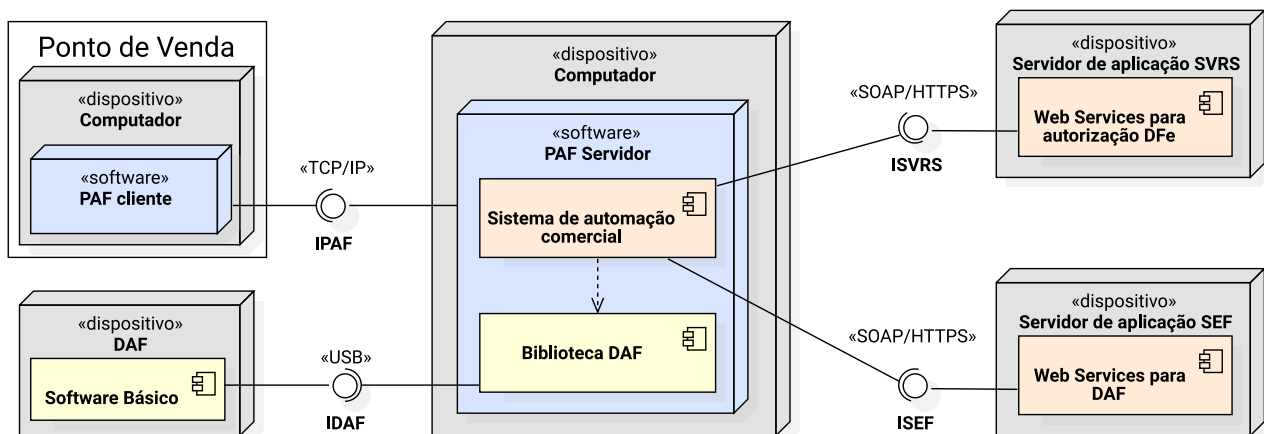 Ponto de Venda
«dispositivo»
Computador
«software»
PAF cliente
«TCP/IP»
IPAF
«dispositivo»
DAF
Software Básico
«USB»
IDAF
«dispositivo»
Computador
«software»
PAF Servidor
Sistema de automação
comercial
Biblioteca DAF
«SOAP/HTTPS»
ISVRS
«dispositivo»
Servidor de aplicação SVRS
Web Services para
autorização DFe
«SOAP/HTTPS»
ISEF
«dispositivo»
Servidor de aplicação SEF
Web Services para
DAF